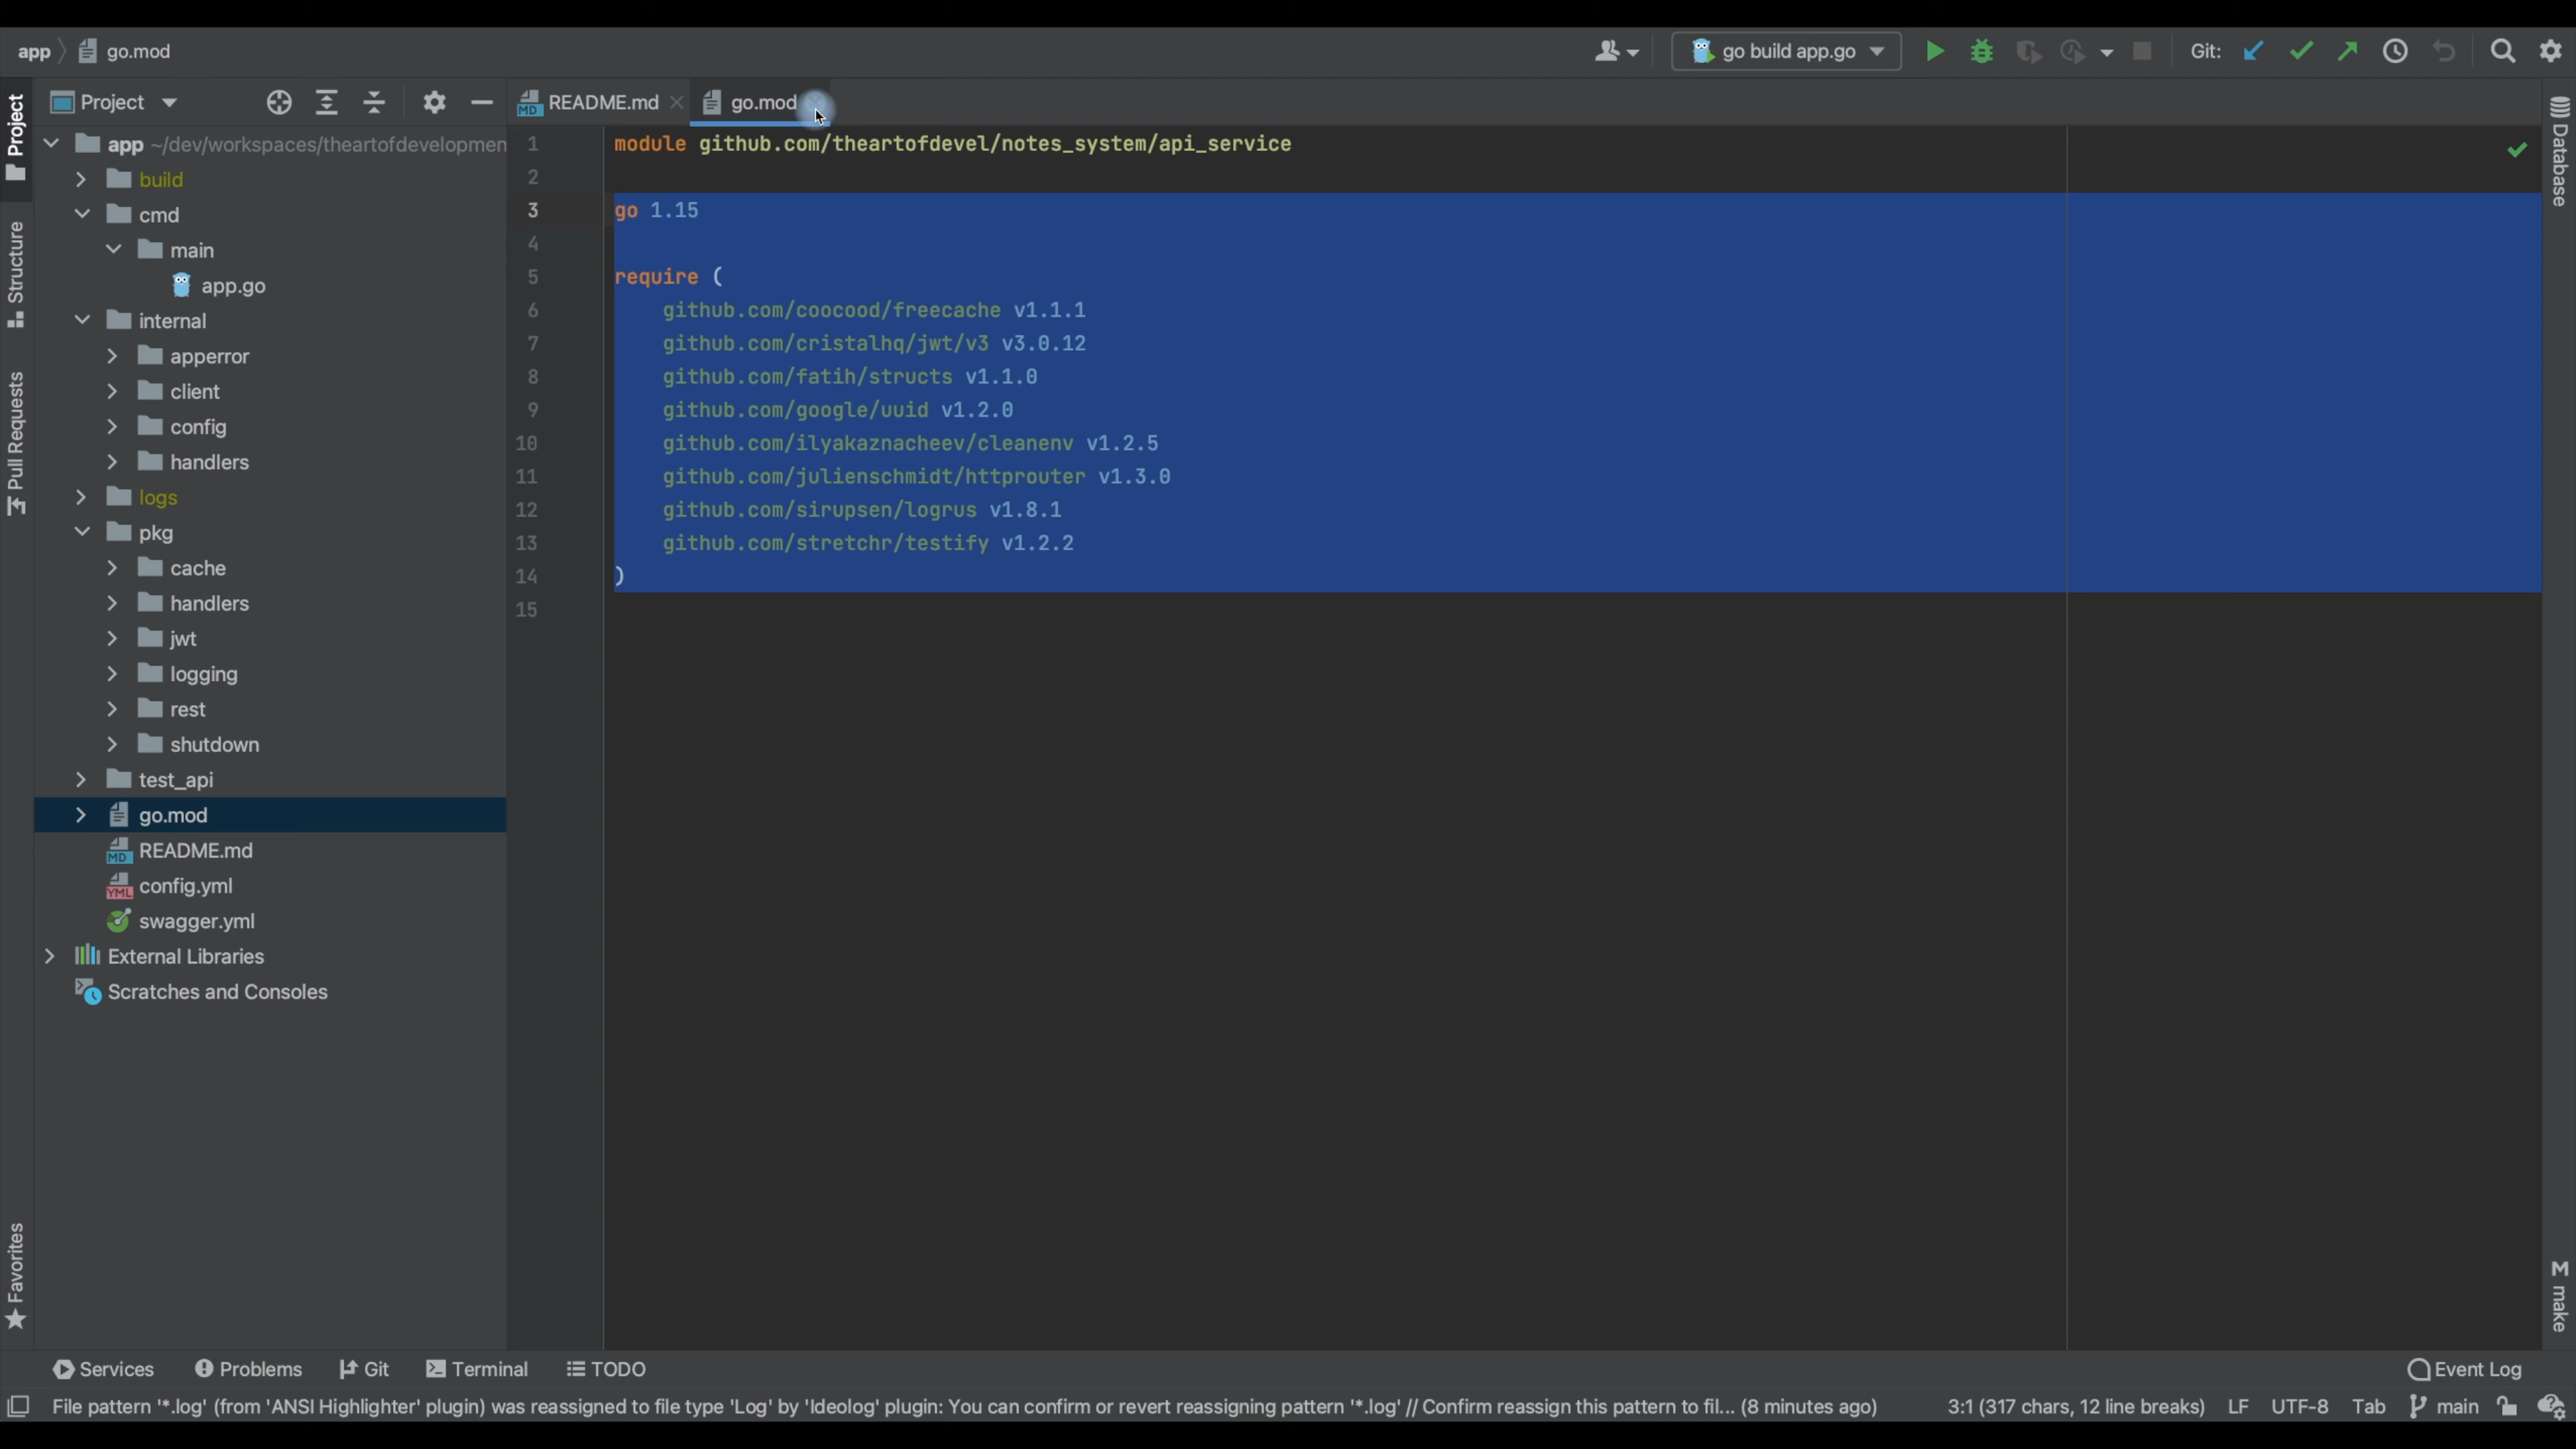 app go.mod
go build app.go
Git:
Project
README.md
go.mod
Project
Structure
Pull Requests
Favorites
app ~/dev/workspaces/theartofdevelopmen
build
cmd
main
app.go
internal
apperror
client
config
handlers
logs
pkg
cache
handlers
jwt
logging
rest
shutdown
test_api
go.mod
MD README.md
YML config.yml
swagger.yml
External Libraries
Scratches and Consoles
1 module github.com/theartofdevel/notes_system/api_service
2
3 go 1.15
4
5 require (
6 github.com/coocood/freecache v1.1.1
7 github.com/cristalhq/jwt/v3 v3.0.12
8 github.com/fatih/structs v1.1.0
9 github.com/google/uuid v1.2.0
10 github.com/ilyakaznacheev/cleanenv v1.2.5
11 github.com/julienschmidt/httprouter v1.3.0
12 github.com/sirupsen/logrus v1.8.1
13 github.com/stretchr/testify v1.2.2
14 )
15
Database
M make
Services Problems Git Terminal TODO Event Log
File pattern '*.log' (from 'ANSI Highlighter' plugin) was reassigned to file type 'Log' by 'Ideolog' plugin: You can confirm or revert reassigning pattern '*.log' // Confirm reassign this pattern to fil... (8 minutes ago) 3:1 (317 chars, 12 line breaks) LF UTF-8 Tab main